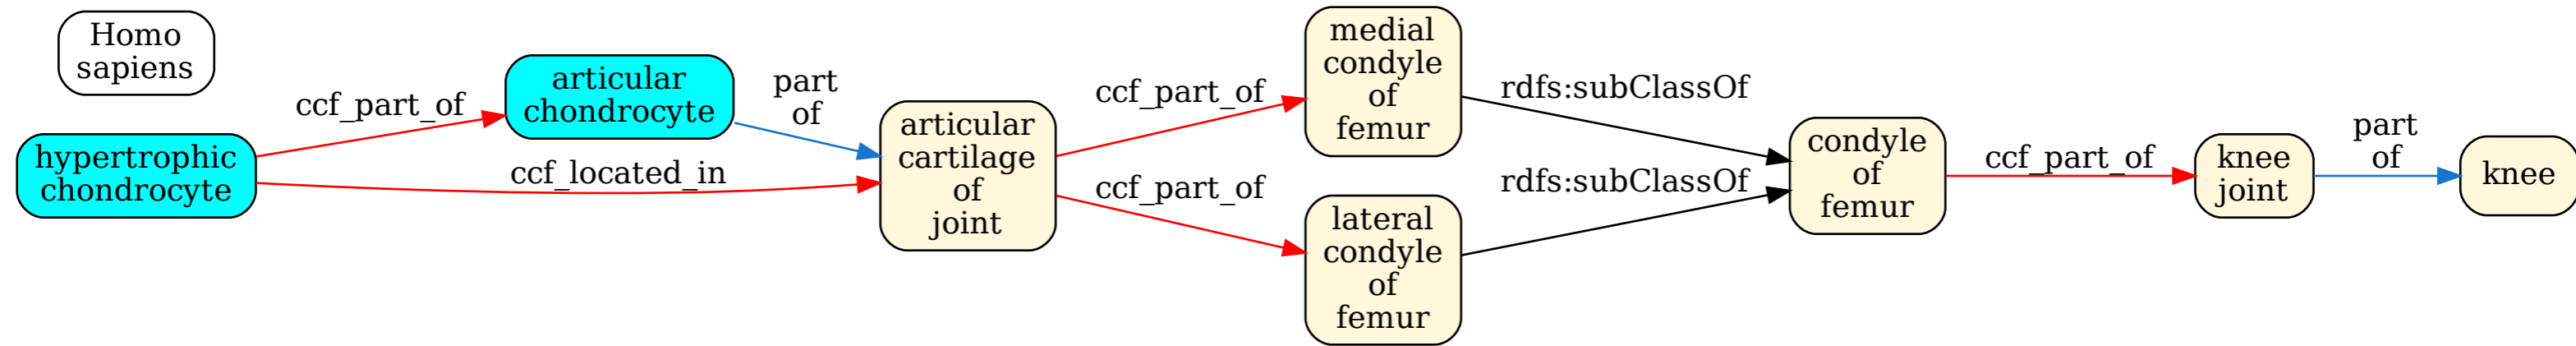 Homo
sapiens
hypertrophic
chondrocyte
ccf_part_of
articular
chondrocyte
part
of
ccf_located_in
articular
cartilage
of
joint
ccf_part_of
ccf_part_of
medial
condyle
of
femur
lateral
condyle
of
femur
rdfs:subClassOf
rdfs:subClassOf
condyle
of
femur
ccf_part_of
knee
joint
part
of
knee